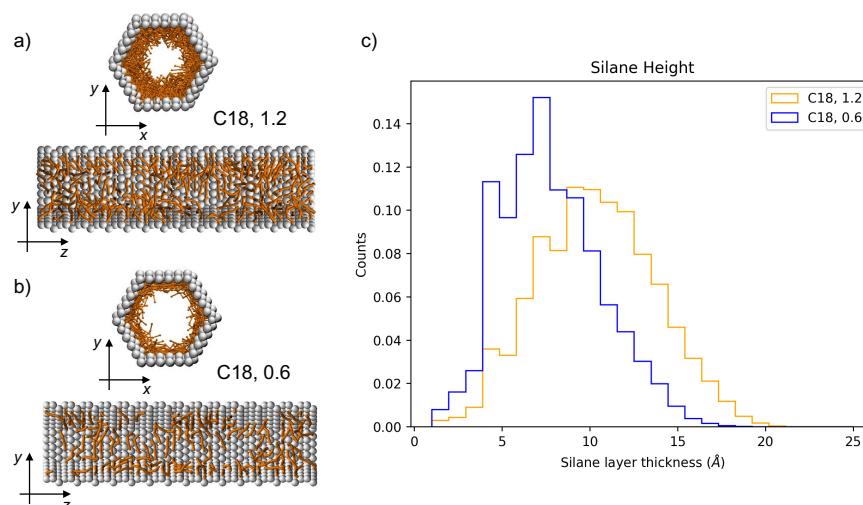 a)
y
x
C18, 1.2
y
z
b)
y
x
C18, 0.6
y
z
c)
Silane Height
C18, 1.2
C18, 0.6
Counts
0.14
0.12
0.10
0.08
0.06
0.04
0.02
0.00
0 5 10 15 20 25
Silane layer thickness (Å)